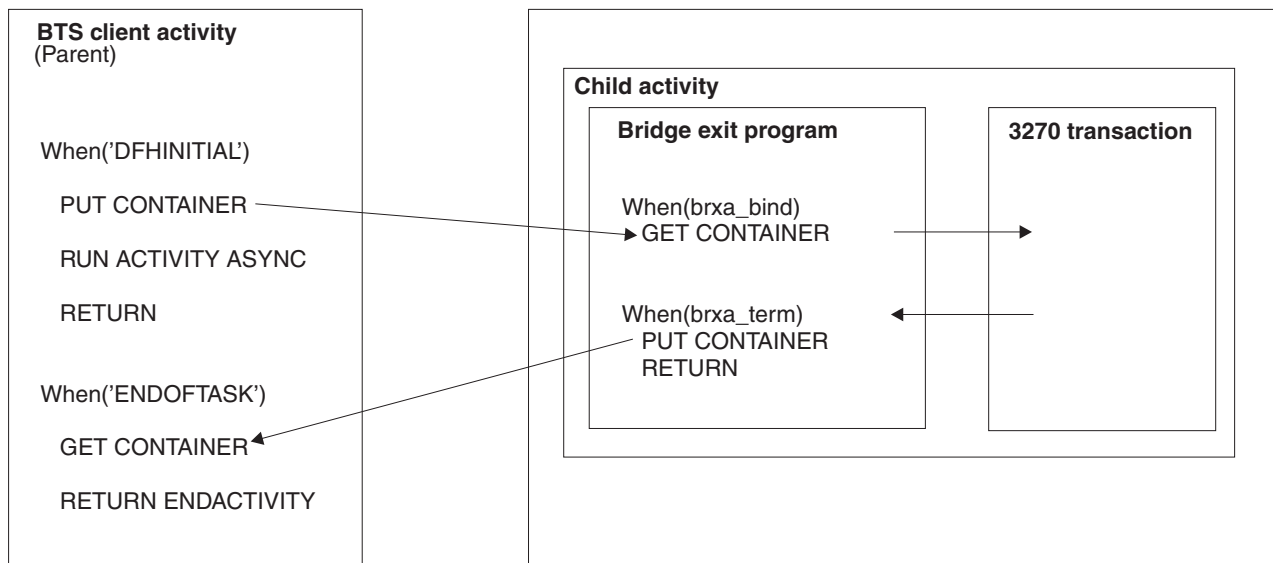 BTS client activity
(Parent)
When('DFHINITIAL')
PUT CONTAINER
RUN ACTIVITY ASYNC
RETURN
When('ENDOFTASK')
GET CONTAINER
RETURN ENDACTIVITY
Child activity
Bridge exit program
When(brxa_bind)
GET CONTAINER
When(brxa_term)
PUT CONTAINER
RETURN
3270 transaction